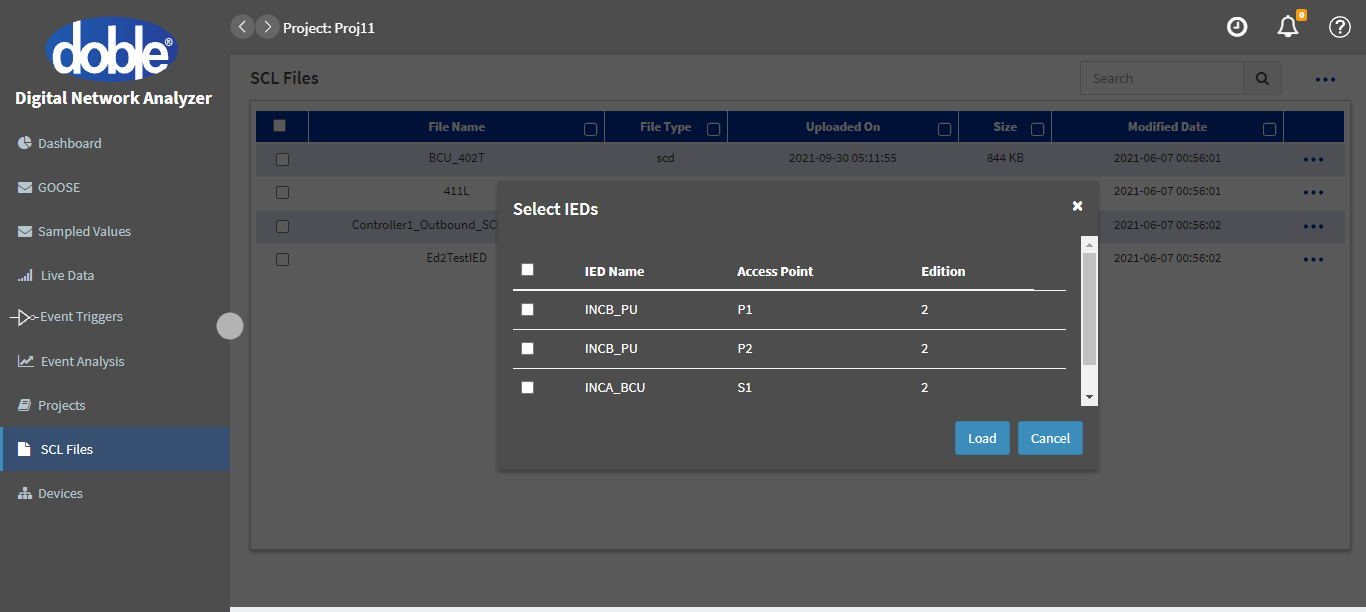 doble®
Digital Network Analyzer
Dashboard
GOOSE
Sampled Values
Live Data
Event Triggers
Event Analysis
Projects
SCL Files
Devices
Project: Proj11
0
SCL Files
Search
File Name File Type Uploaded On Size Modified Date
BCU_402T scd 2021-09-30 05:11:55 844 KB 2021-06-07 00:56:01
411L 2021-06-07 00:56:01
Controller1_Outbound_SC 2021-06-07 00:56:02
Ed2TestIED 2021-06-07 00:56:02
Select IEDs
IED Name Access Point Edition
INCB_PU P1 2
INCB_PU P2 2
INCA_BCU S1 2
Load Cancel